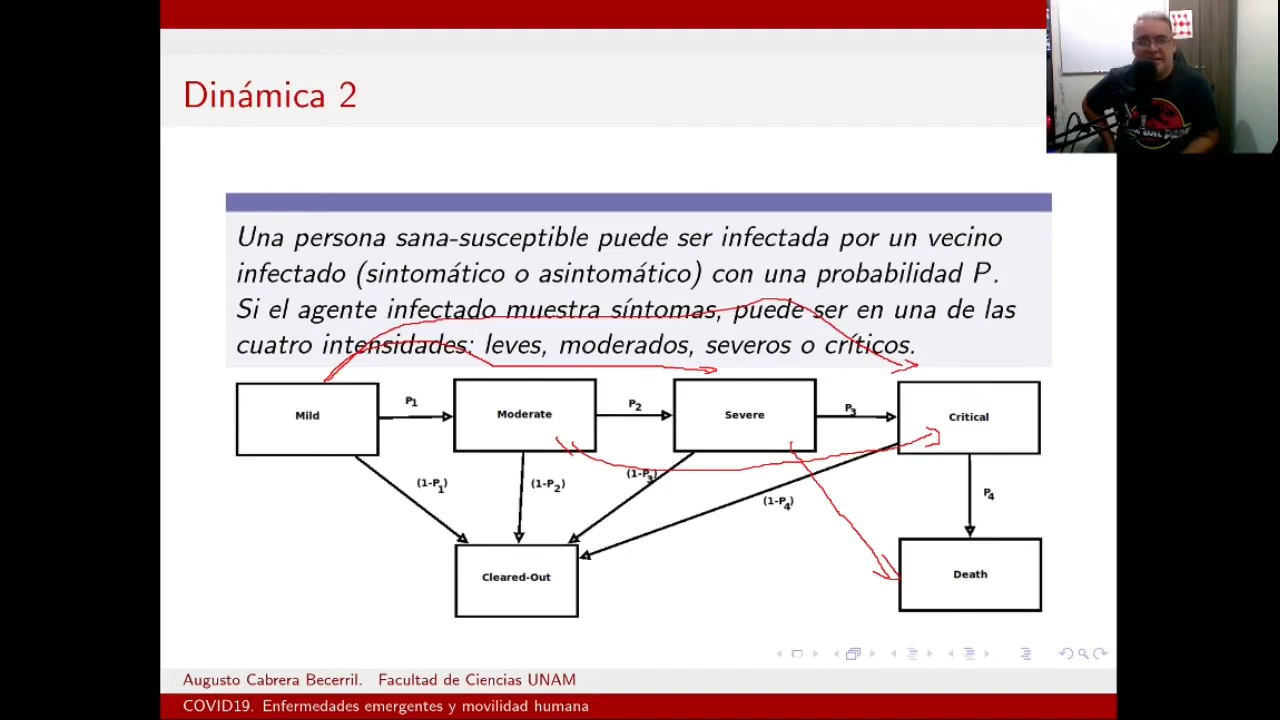 Dinámica 2
Una persona sana-susceptible puede ser infectada por un vecino
infectado (sintomático o asintomático) con una probabilidad P.
Si el agente infectado muestra síntomas, puede ser en una de las
cuatro intensidades: leves, moderados, severos o críticos.
Mild
P1
Moderate
P2
Severe
P3
Critical
(1-P1)
(1-P2)
(1-P3)
(1-P4)
P4
Cleared-Out
Death
Augusto Cabrera Becerril. Facultad de Ciencias UNAM
COVID19. Enfermedades emergentes y movilidad humana